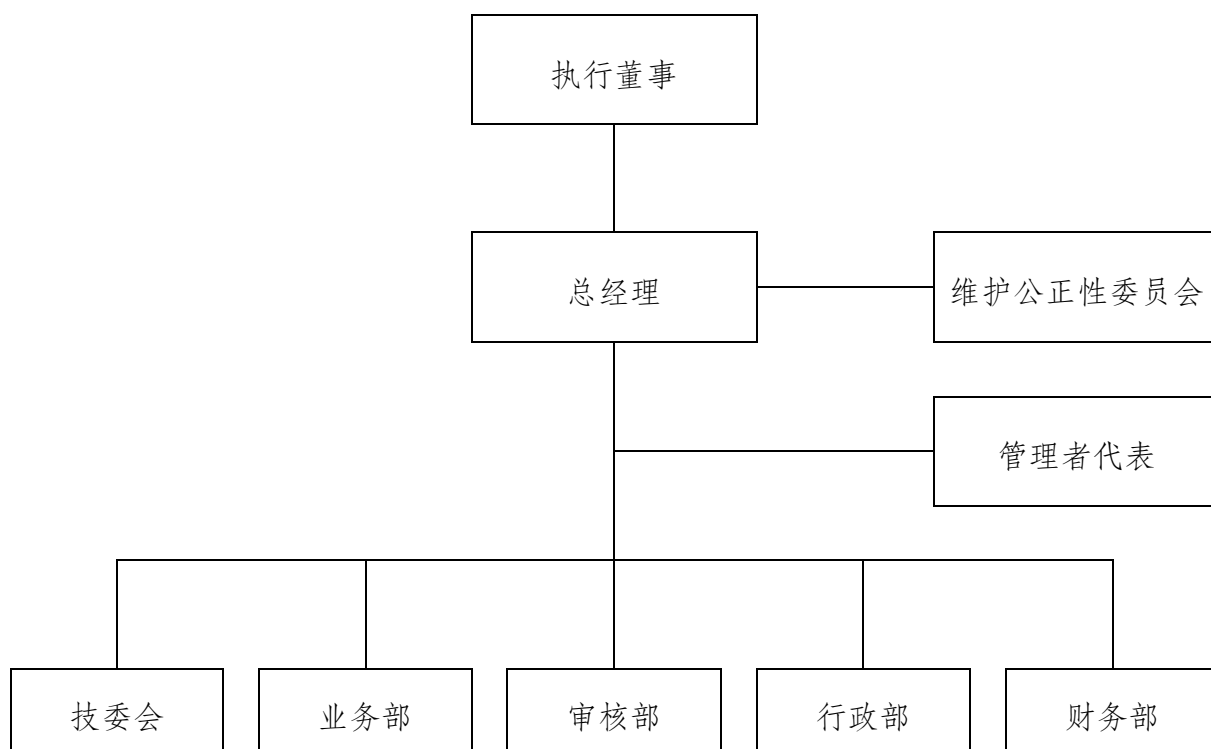 执行董事
总经理
维护公正性委员会
管理者代表
技委会
业务部
审核部
行政部
财务部